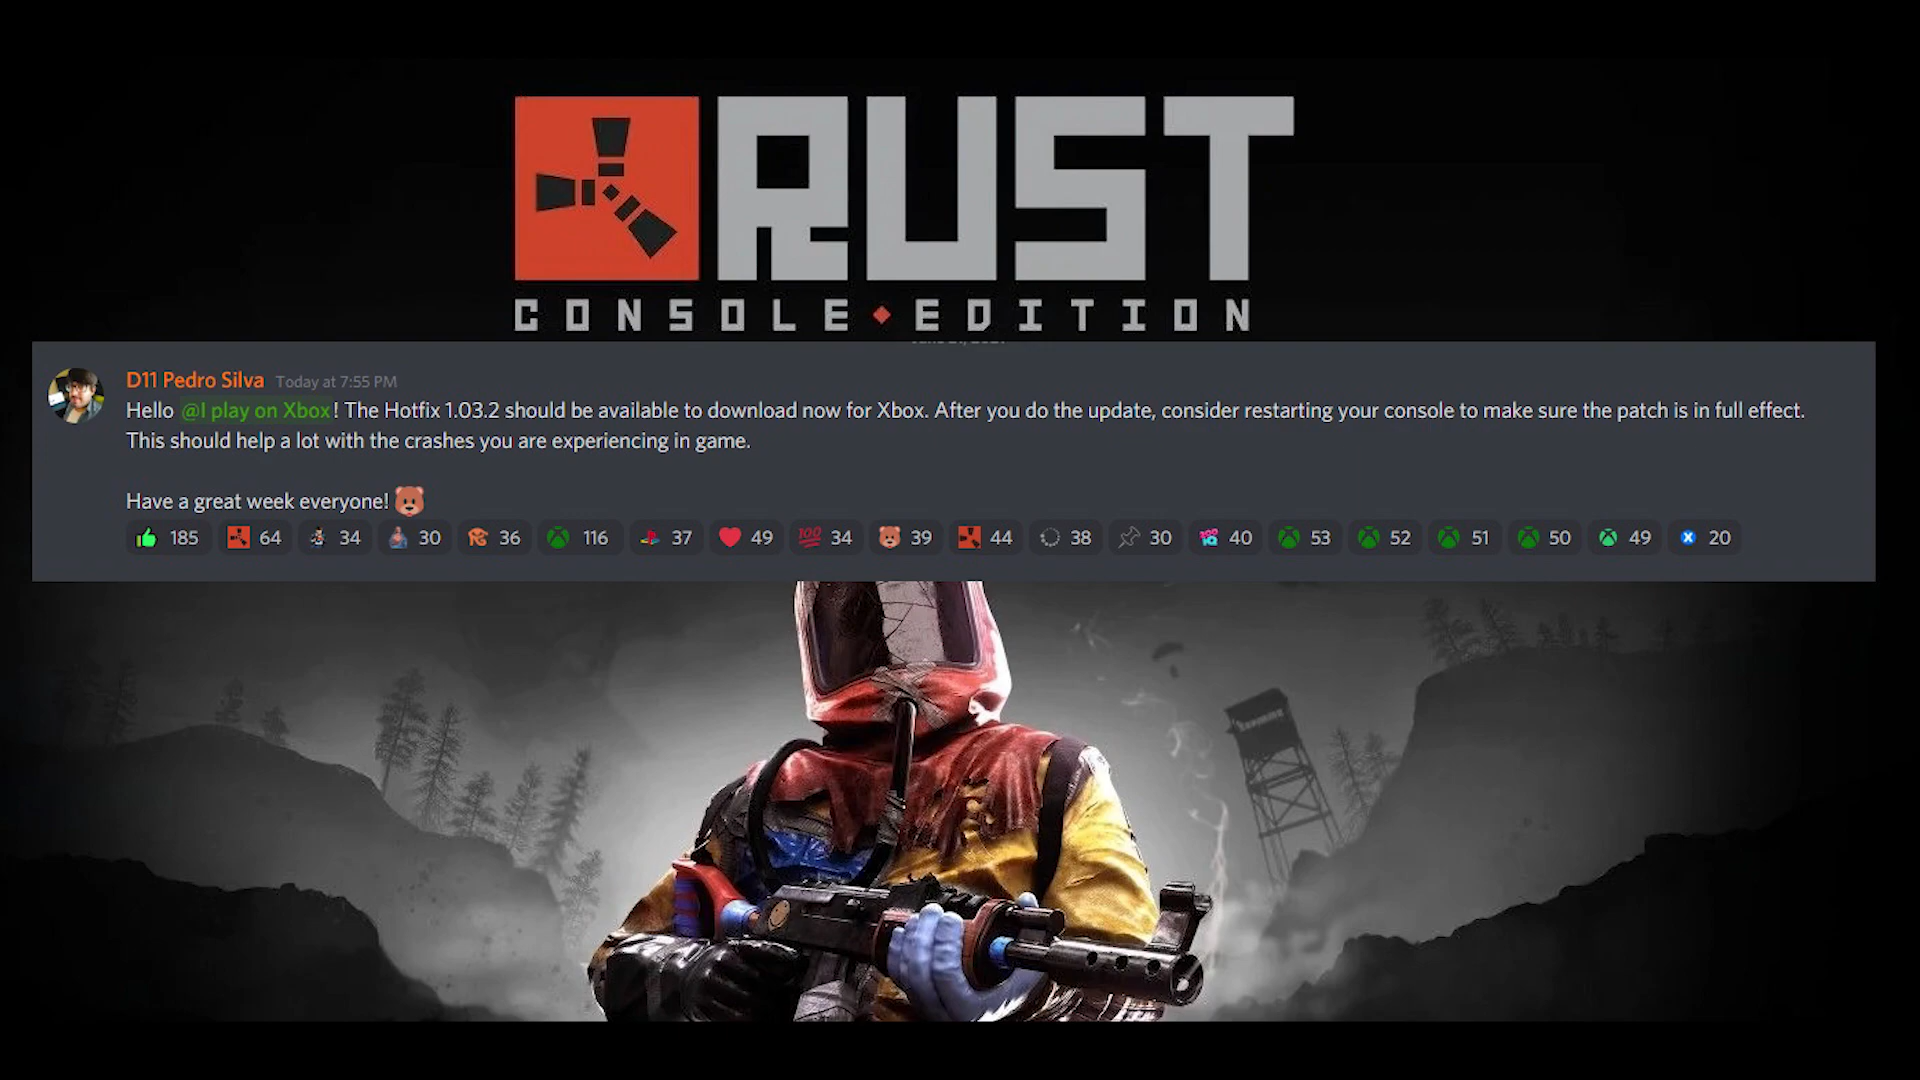 RUST
CONSOLE EDITION
D11 Pedro Silva Today at 7:55 PM
Hello @I play on Xbox! The Hotfix 1.03.2 should be available to download now for Xbox. After you do the update, consider restarting your console to make sure the patch is in full effect.
This should help a lot with the crashes you are experiencing in game.
Have a great week everyone!
185 64 34 30 36 116 37 49 100 34 39 44 38 30 40 53 52 51 50 49 20